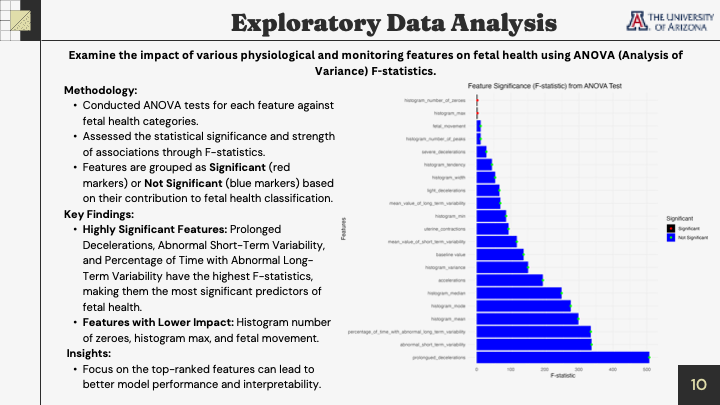 Exploratory Data Analysis
THE UNIVERSITY
OF ARIZONA
Examine the impact of various physiological and monitoring features on fetal health using ANOVA (Analysis of
Variance) F-statistics.
Methodology:
• Conducted ANOVA tests for each feature against
fetal health categories.
• Assessed the statistical significance and strength
of associations through F-statistics.
• Features are grouped as Significant (red
markers) or Not Significant (blue markers) based
on their contribution to fetal health classification.
Key Findings:
• Highly Significant Features: Prolonged
Decelerations, Abnormal Short-Term Variability,
and Percentage of Time with Abnormal Long-
Term Variability have the highest F-statistics,
making them the most significant predictors of
fetal health.
• Features with Lower Impact: Histogram number
of zeroes, histogram max, and fetal movement.
Insights:
• Focus on the top-ranked features can lead to
better model performance and interpretability.
Feature Significance (F-statistic) from ANOVA Test
Features
histogram_number_of_zeroes
histogram_max
fetal_movement
histogram_number_of_peaks
severe_decelerations
histogram_tendency
histogram_width
light_decelerations
mean_value_of_long_term_variability
histogram_min
uterine_contractions
mean_value_of_short_term_variability
baseline value
histogram_variance
accelerations
histogram_median
histogram_mode
histogram_mean
percentage_of_time_with_abnormal_long_term_variability
abnormal_short_term_variability
prolongued_decelerations
0 100 200 300 400 500
F-statistic
Significant
Significant
Not Significant
10